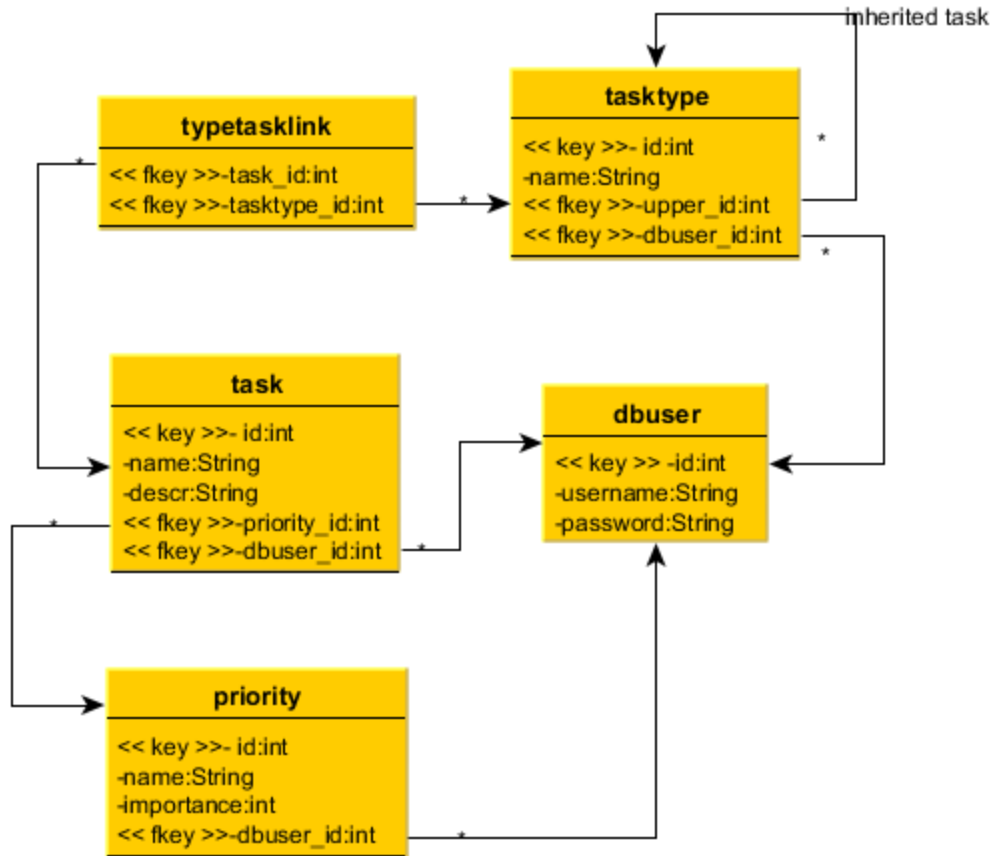 inherited task
typetasklink
<< fkey >>-task_id:int
<< fkey >>-tasktype_id:int
*
*
tasktype
<< key >>- id:int
-name:String
<< fkey >>-upper_id:int
<< fkey >>-dbuser_id:int
*
*
task
<< key >>- id:int
-name:String
-descr:String
<< fkey >>-priority_id:int
<< fkey >>-dbuser_id:int
*
*
dbuser
<< key >> -id:int
-username:String
-password:String
priority
<< key >>- id:int
-name:String
-importance:int
<< fkey >>-dbuser_id:int
*